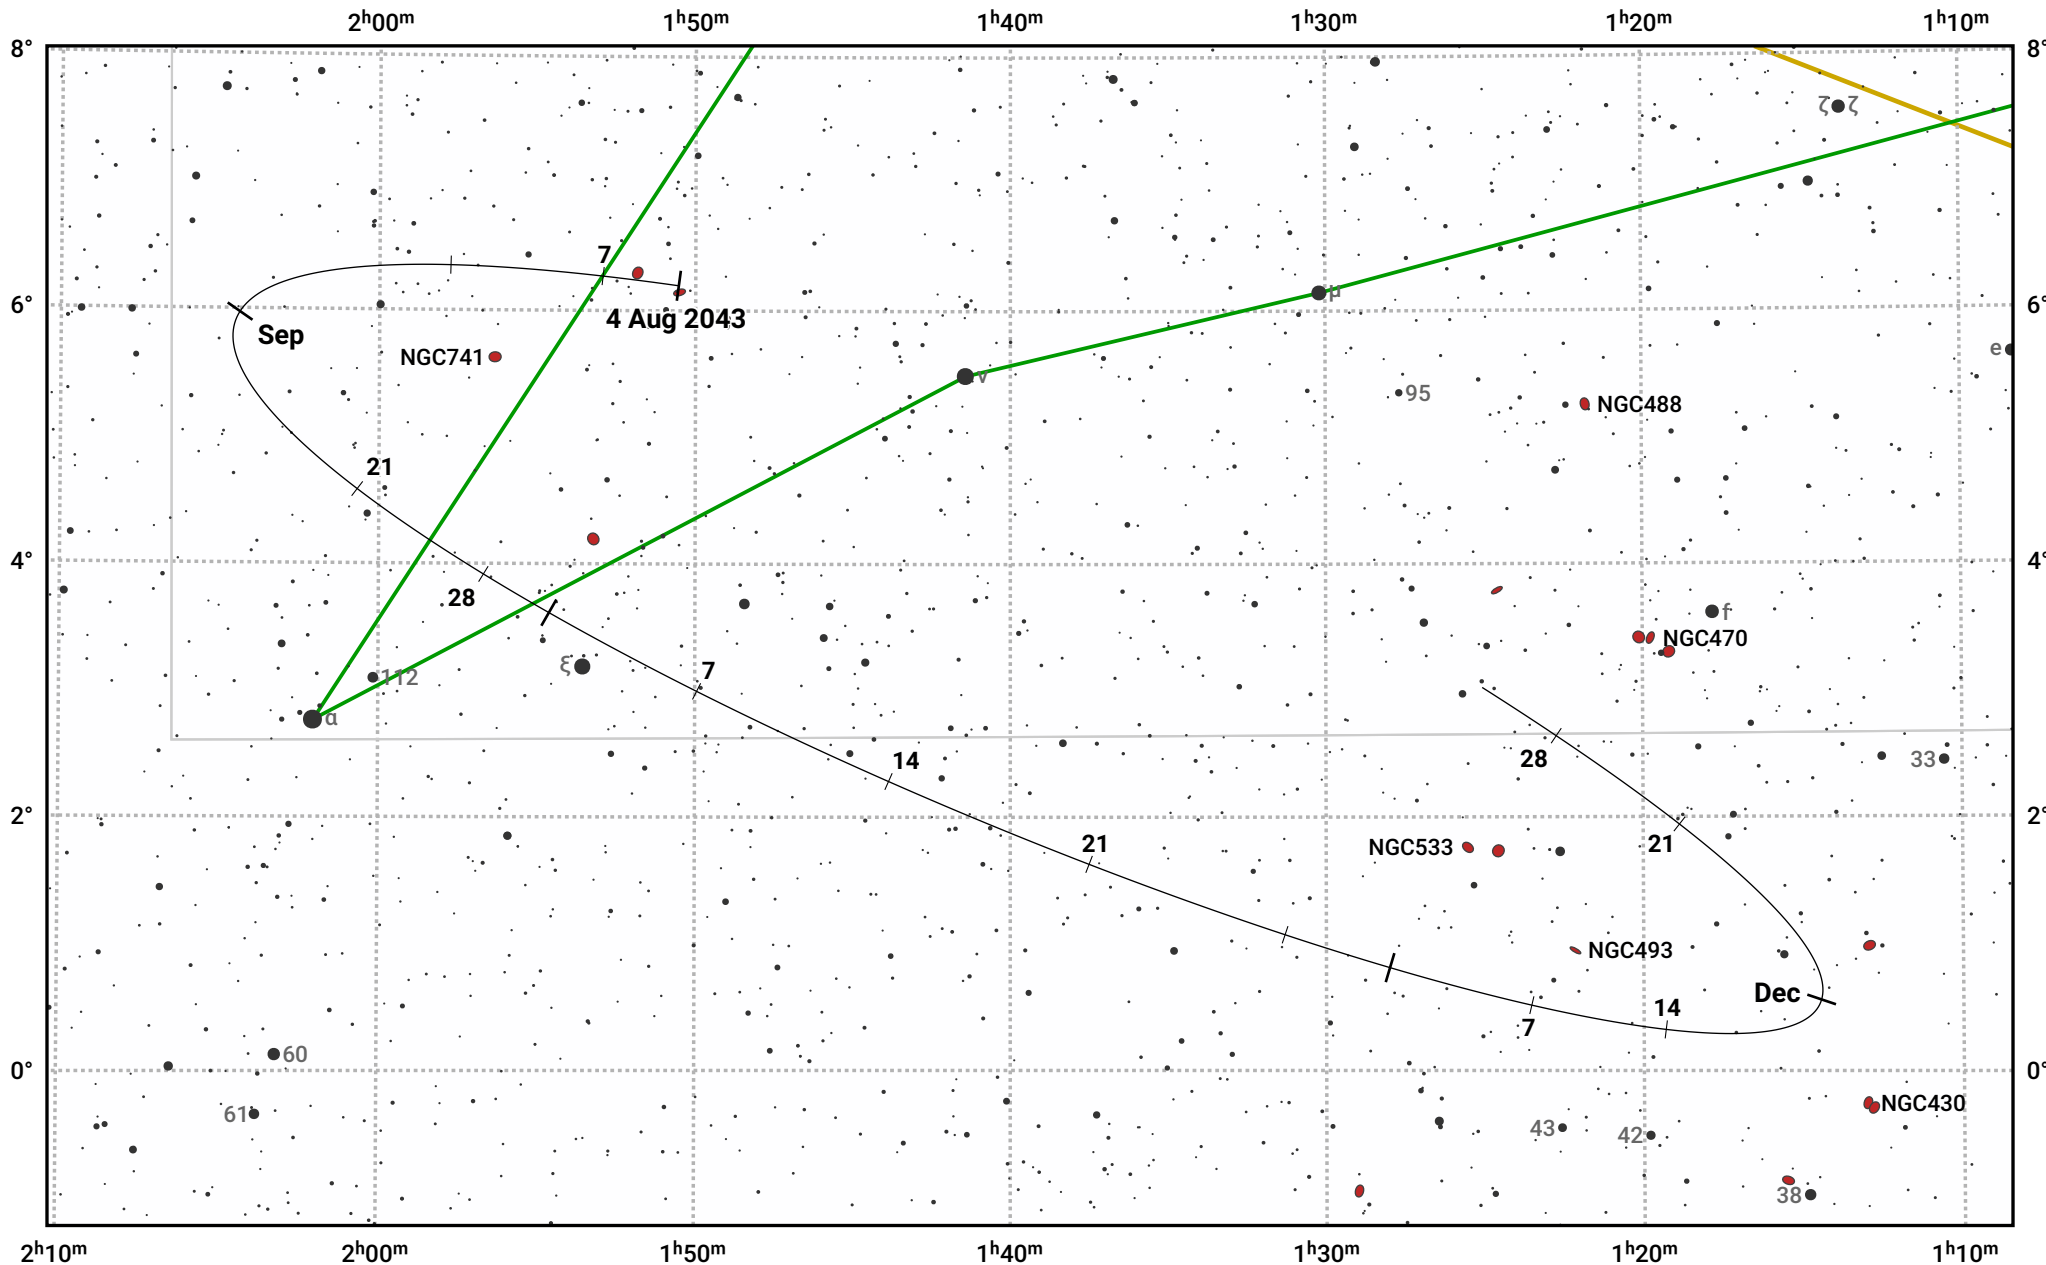 2ʰ00ᵐ 1ʰ50ᵐ 1ʰ40ᵐ 1ʰ30ᵐ 1ʰ20ᵐ 1ʰ10ᵐ
8° 8°
ζ ζ
7
6° 6°
4 Aug 2043
μ
Sep
e
NGC741
ν
95
NGC488
21
4° 4°
28
f
NGC470
ξ
7
112
α
28
33
14
2° 2°
21
21
NGC533
NGC493
Dec
14
7
60
0° 0°
NGC430
61
43
42
38
2ʰ10ᵐ 2ʰ00ᵐ 1ʰ50ᵐ 1ʰ40ᵐ 1ʰ30ᵐ 1ʰ20ᵐ 1ʰ10ᵐ